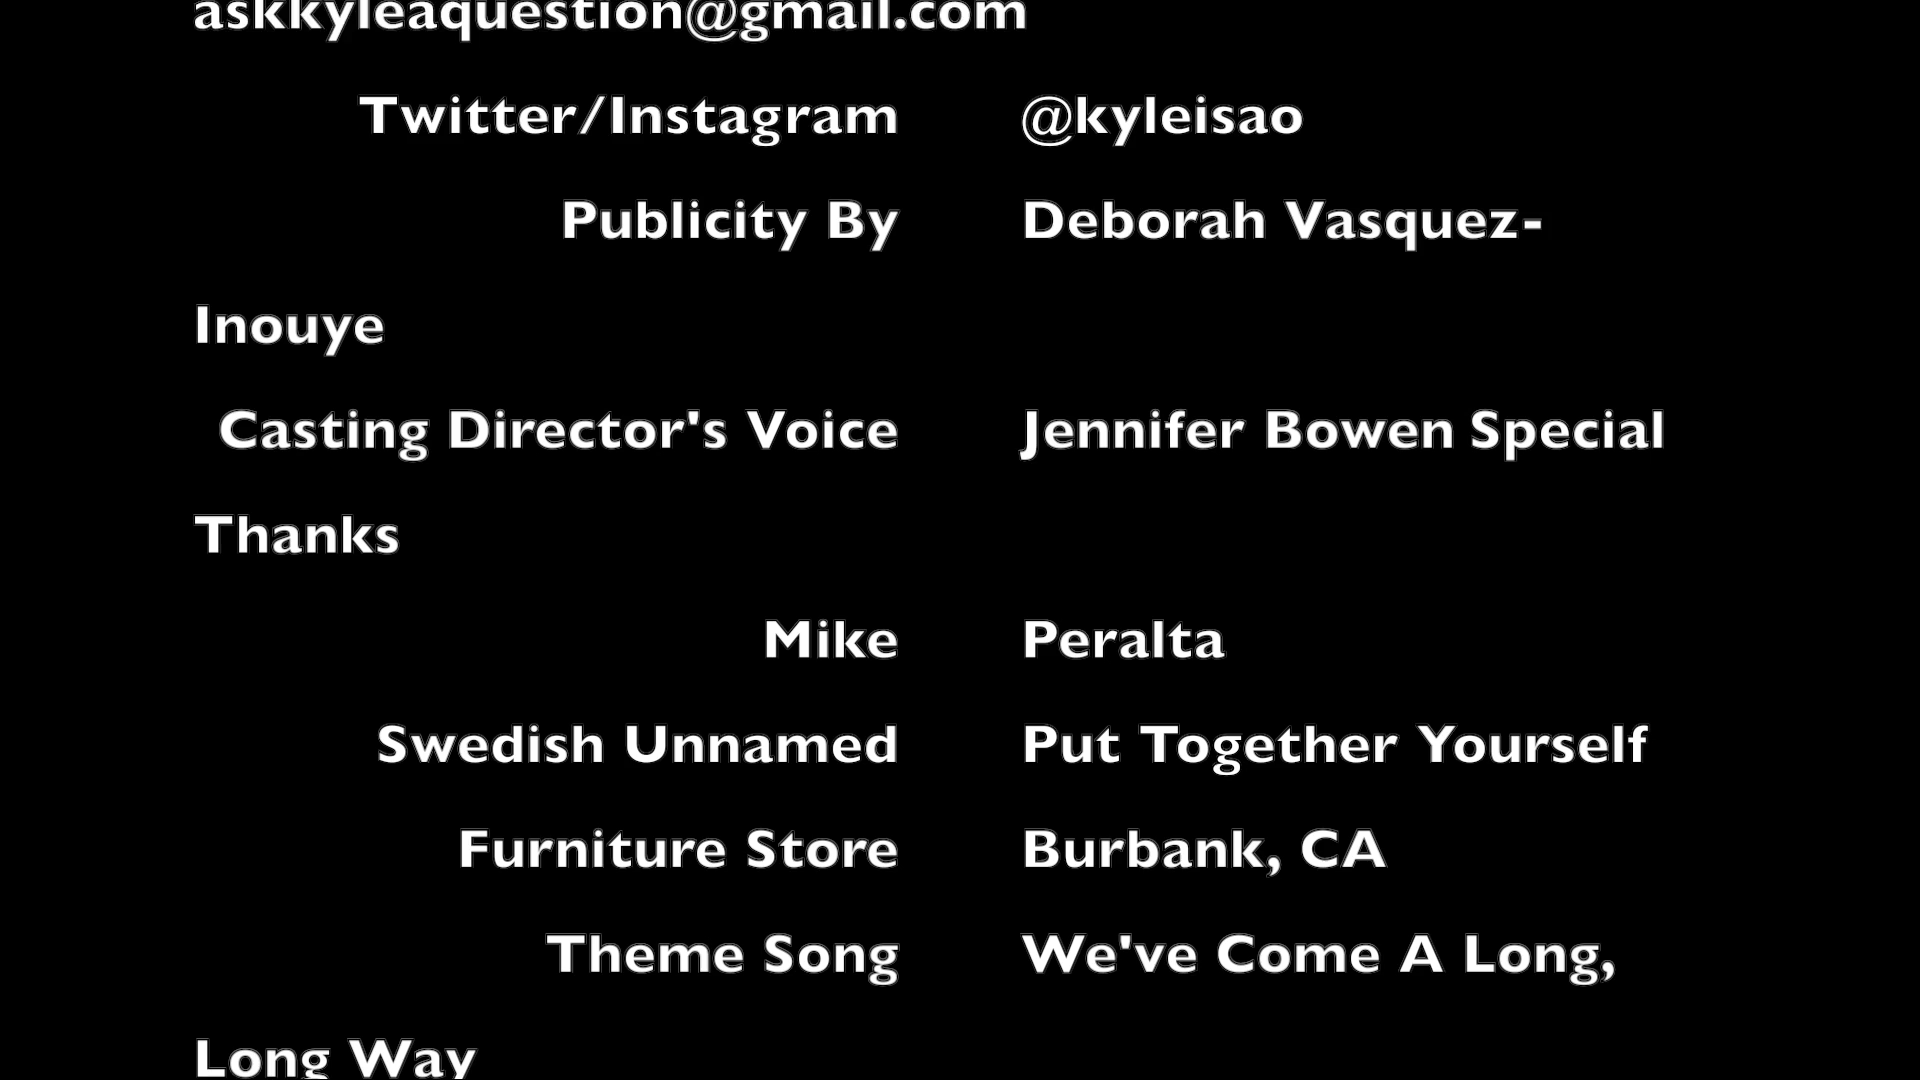 askkyleaquestion@gmail.com
Twitter/Instagram @kyleisao
Publicity By Deborah Vasquez-
Inouye
Casting Director's Voice Jennifer Bowen Special
Thanks
Mike Peralta
Swedish Unnamed Put Together Yourself
Furniture Store Burbank, CA
Theme Song We've Come A Long,
Long Way